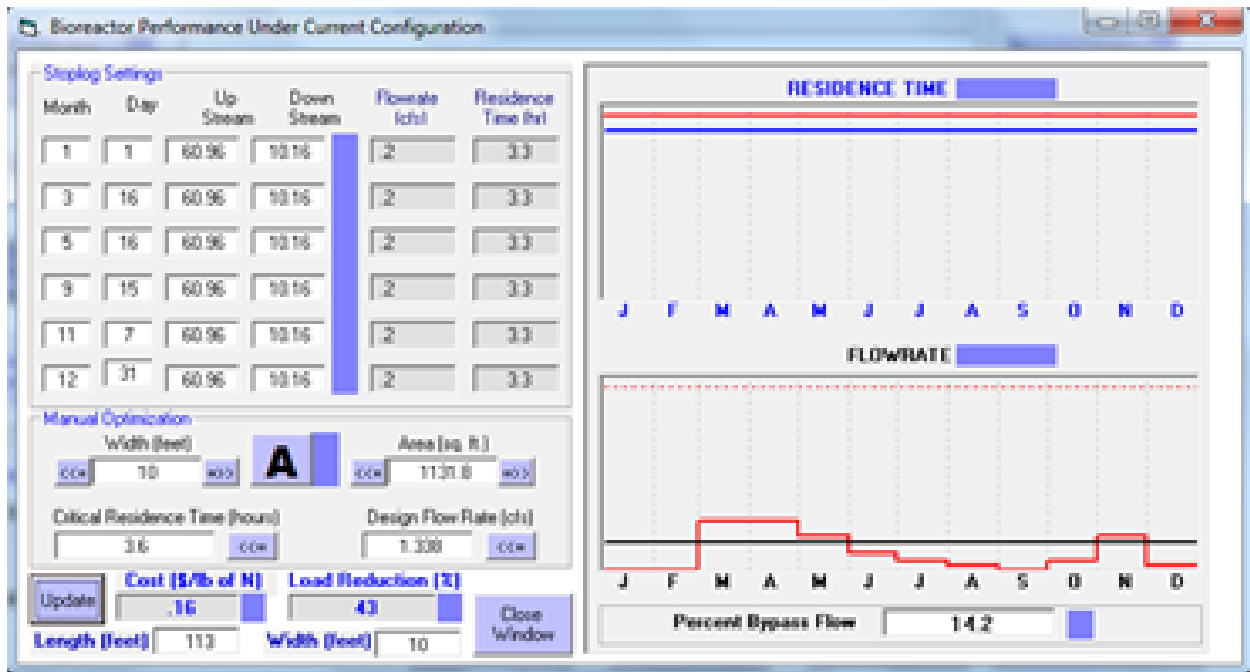 Bioreactor Performance Under Current Configuration
Stoplog Settings
Month Day Up Stream Down Stream Flowrate (cfs) Residence Time (hr)
1 1 60.96 10.16 .2 3.3
3 16 60.96 10.16 .2 3.3
5 16 60.96 10.16 .2 3.3
9 15 60.96 10.16 .2 3.3
11 7 60.96 10.16 .2 3.3
12 31 60.96 10.16 .2 3.3
Manual Optimization
Width (feet) A Area (sq. ft.)
<<= 10 =>> <<= 1131.8 =>>
Critical Residence Time (hours) Design Flow Rate (cfs)
3.6 <<= 1.338 <<=
Update Cost ($/lb of N) Load Reduction (%)
.16 43 Close Window
Length (feet) 113 Width (feet) 10
RESIDENCE TIME
J F M A M J J A S O N D
FLOWRATE
J F M A M J J A S O N D
Percent Bypass Flow 14.2